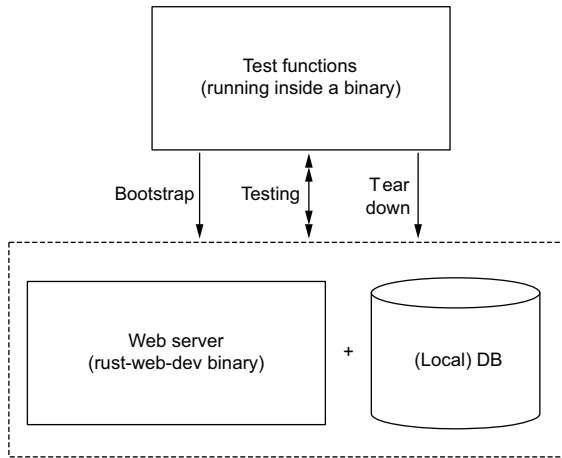 Test functions
(running inside a binary)
Bootstrap
Testing
Tear
down
Web server
(rust-web-dev binary)
+
(Local) DB